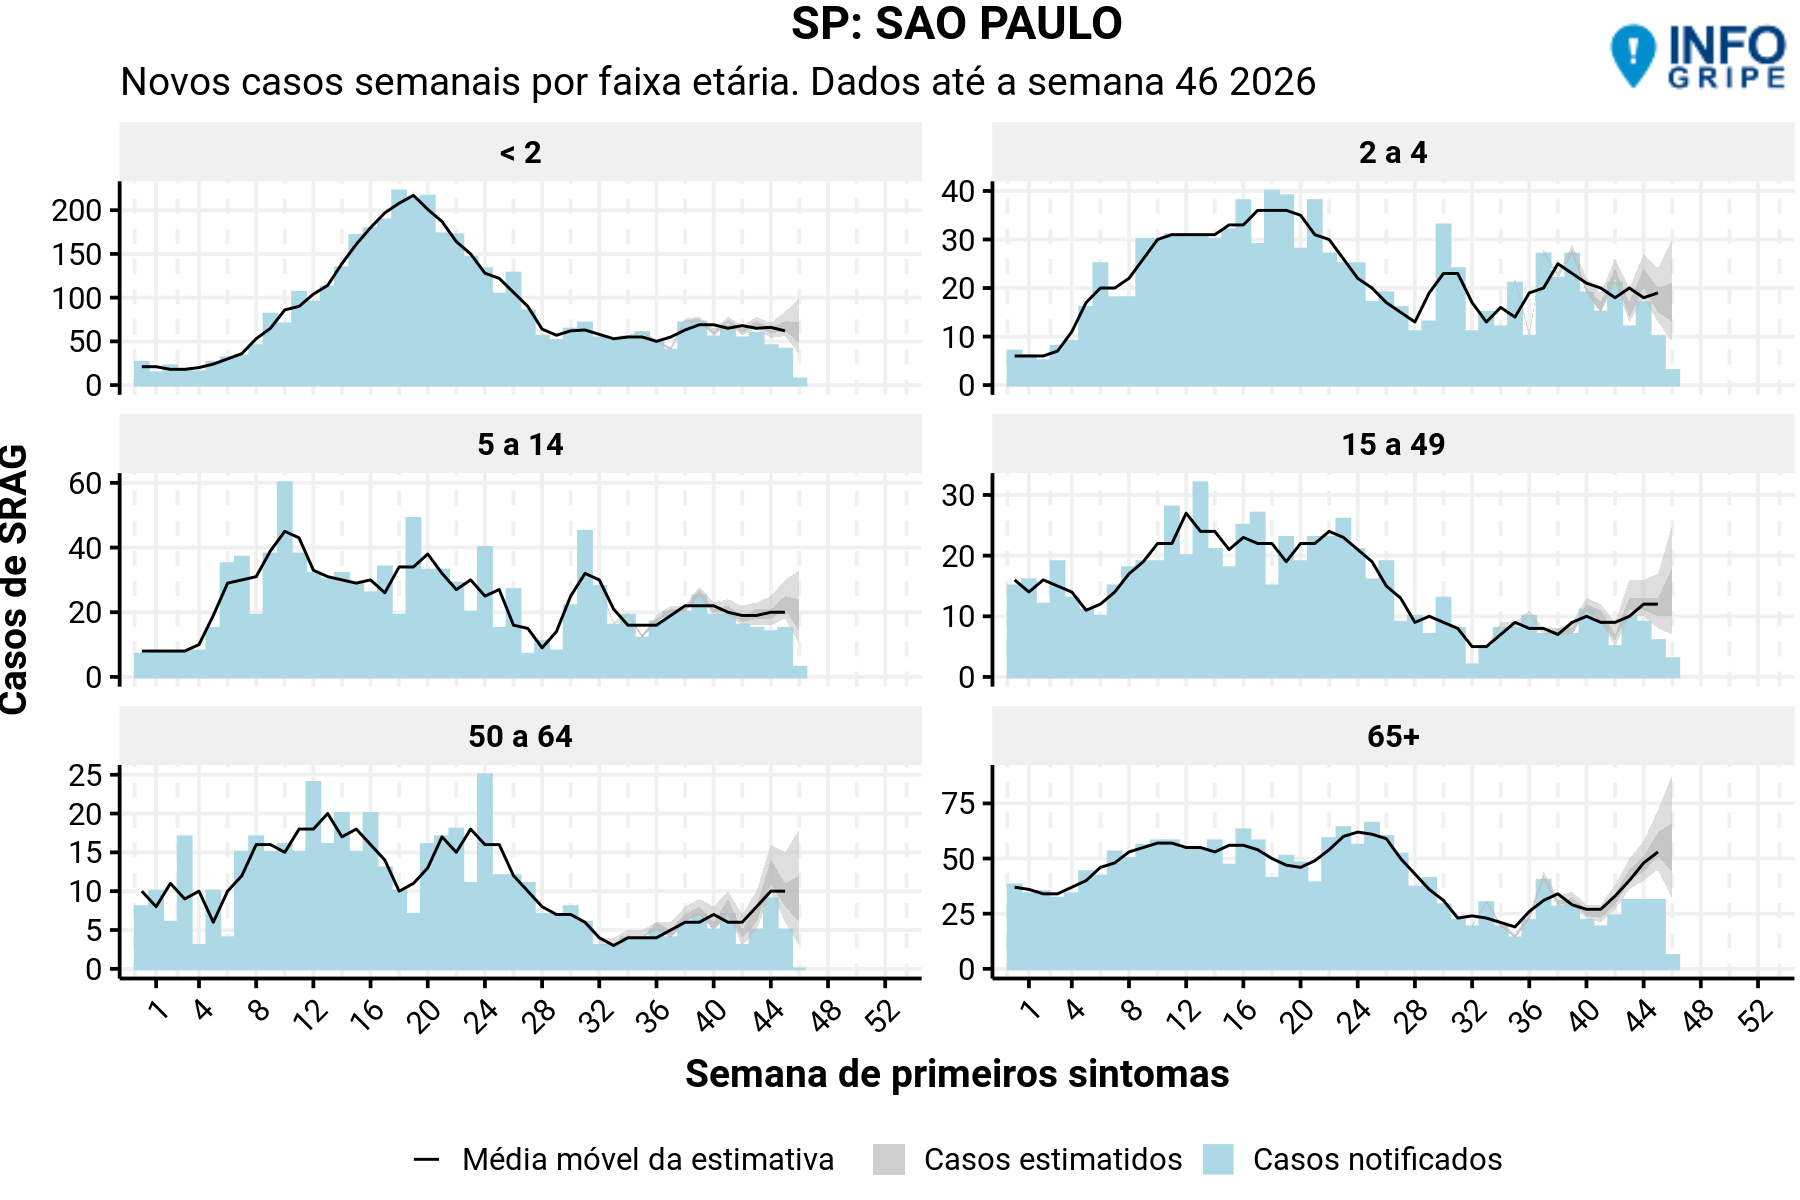 SP: SAO PAULO
INFO
GRIPE
Novos casos semanais por faixa etária. Dados até a semana 46 2026
< 2
2 a 4
200
150
100
50
0
40
30
20
10
0
5 a 14
15 a 49
60
40
20
0
30
20
10
0
Casos de SRAG
50 a 64
65+
25
20
15
10
5
0
75
50
25
0
1 4 8 12 16 20 24 28 32 36 40 44 48 52
1 4 8 12 16 20 24 28 32 36 40 44 48 52
Semana de primeiros sintomas
Média móvel da estimativa
Casos estimatidos
Casos notificados